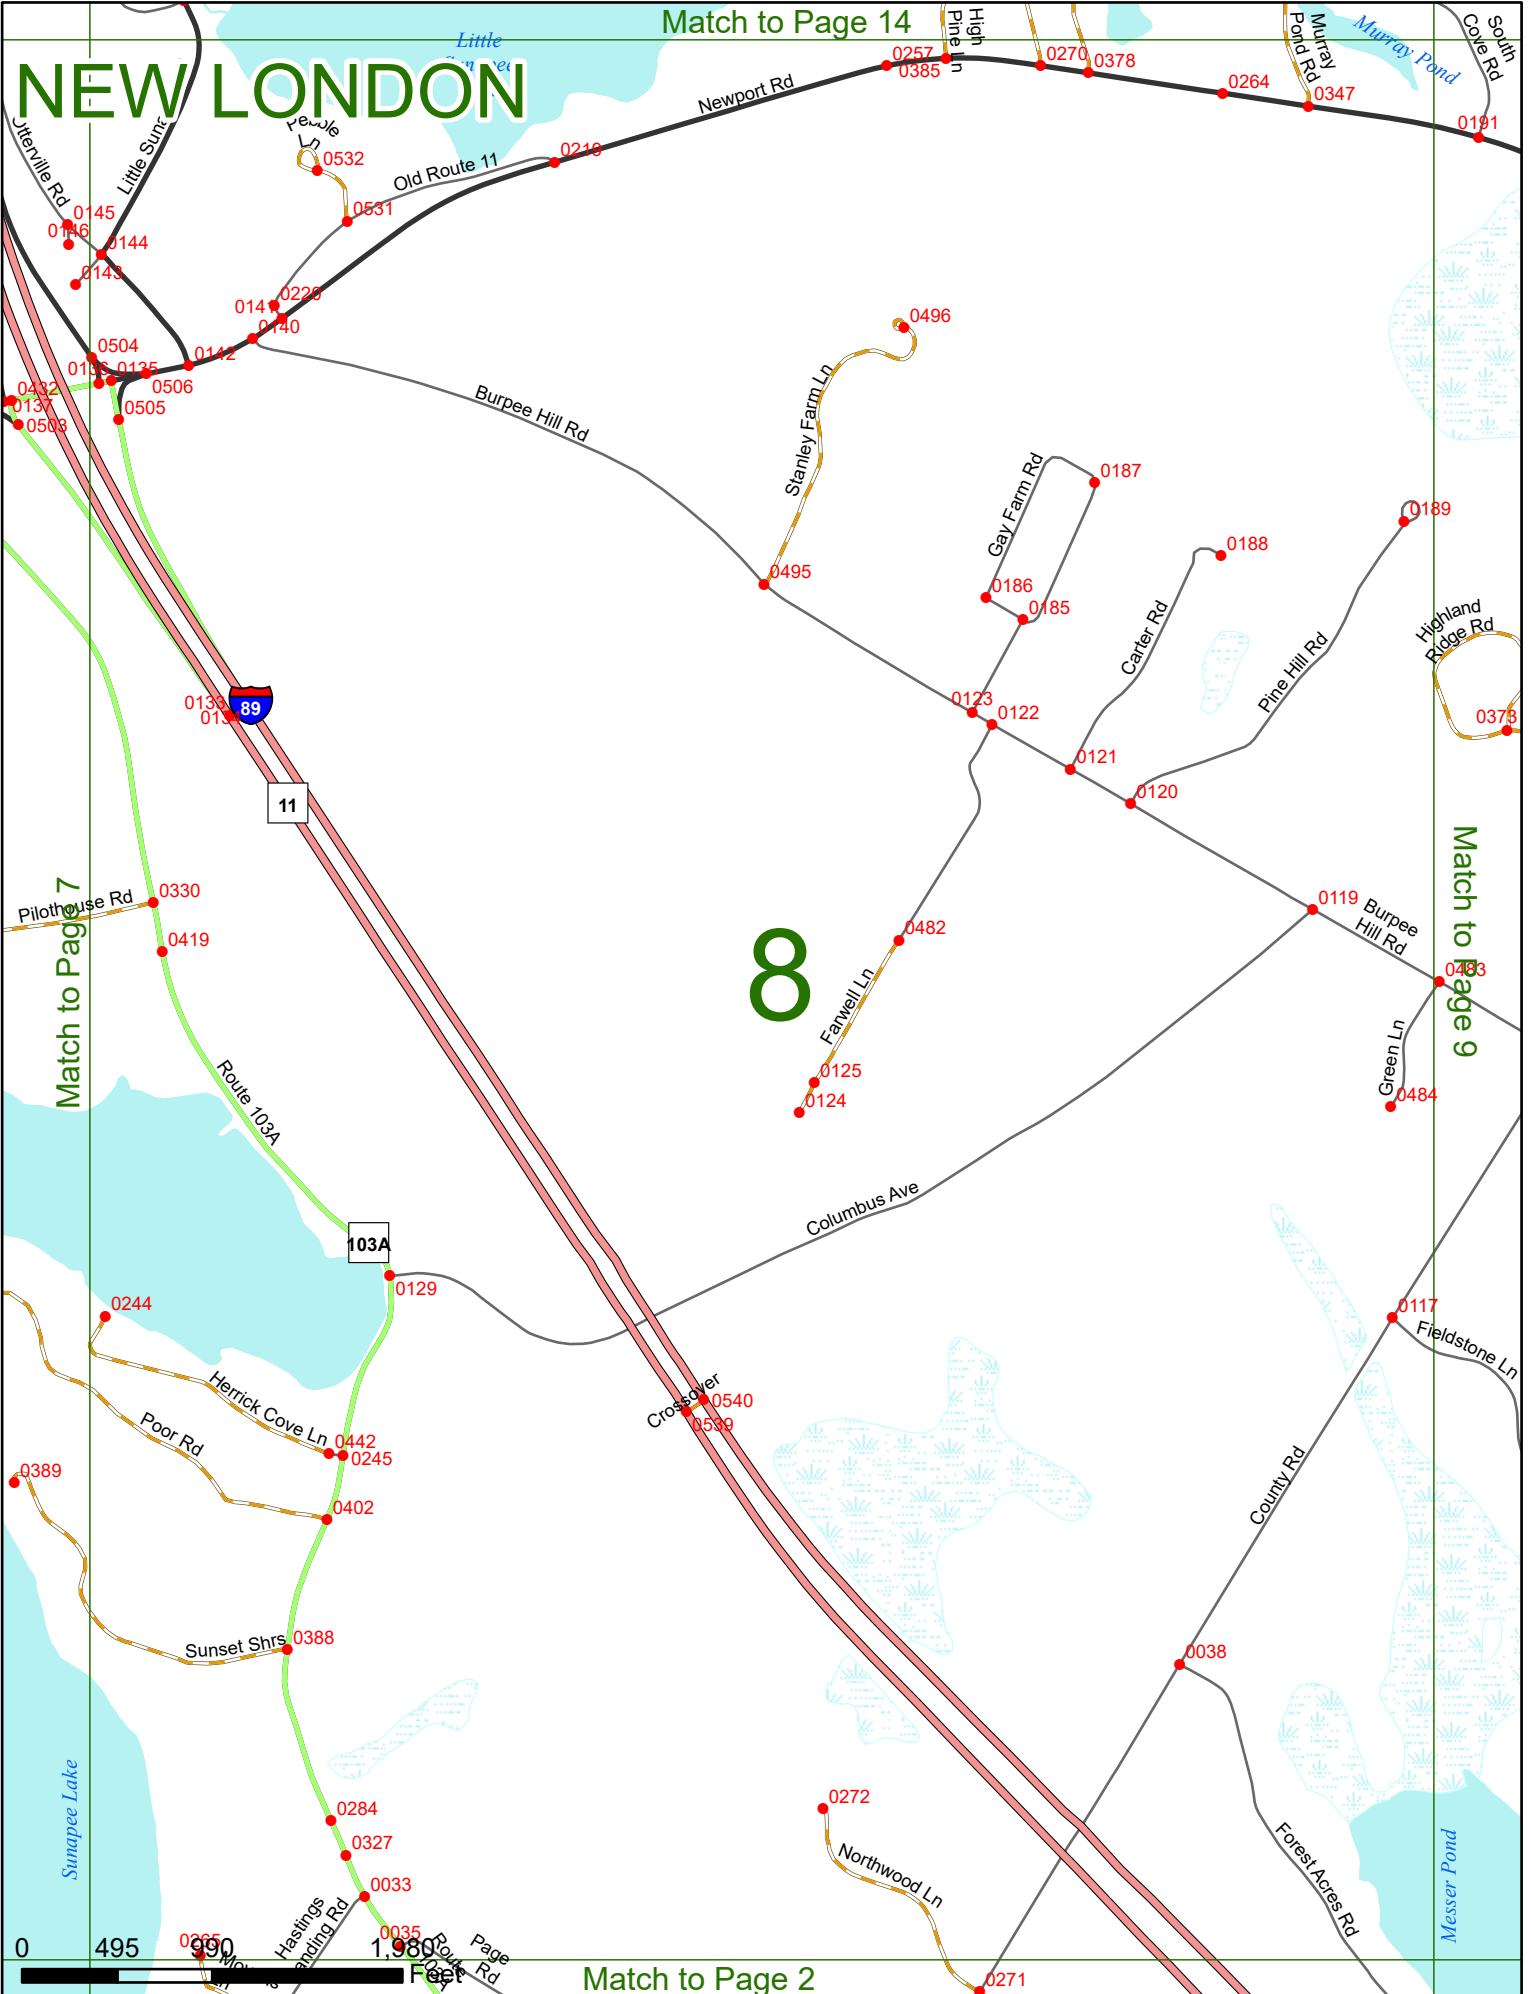 Match to Page 14
NEW LONDON
Little
High
Pine Ln
Murray
Pond Rd
Murray Pond
South
Cove Rd
0257
0385
0270
0378
0264
0347
0191
Newport Rd
Otterville Rd
Ln
0532
Old Route 11
0219
0531
0145
0146
0144
0143
0220
0141
0140
0142
0504
0136
0135
0506
0505
0432
0137
0503
0496
Burpee Hill Rd
Stanley Farm Ln
0495
Gay Farm Rd
0187
0186
0185
0188
Carter Rd
0189
Pine Hill Rd
Highland
Ridge Rd
0373
0133
89
11
0123
0122
0121
0120
0119
Burpee
Hill Rd
0483
Match to Page 9
Green Ln
0484
Pilothouse Rd
0330
0419
Match to Page 7
8
0482
Farwell Ln
0125
0124
Route 103A
103A
0129
Columbus Ave
0244
Herrick Cove Ln
0442
0245
Poor Rd
0402
0389
Crossover
0540
0539
0117
Fieldstone Ln
County Rd
Sunset Shrs
0388
0038
Forest Acres Rd
Sunapee Lake
Messer Pond
0284
0327
0033
0035
0272
Northwood Ln
0271
Hastings
Landing Rd
Page
Rd
Route
103A
0265
0 495 990 1,980
Feet
Match to Page 2